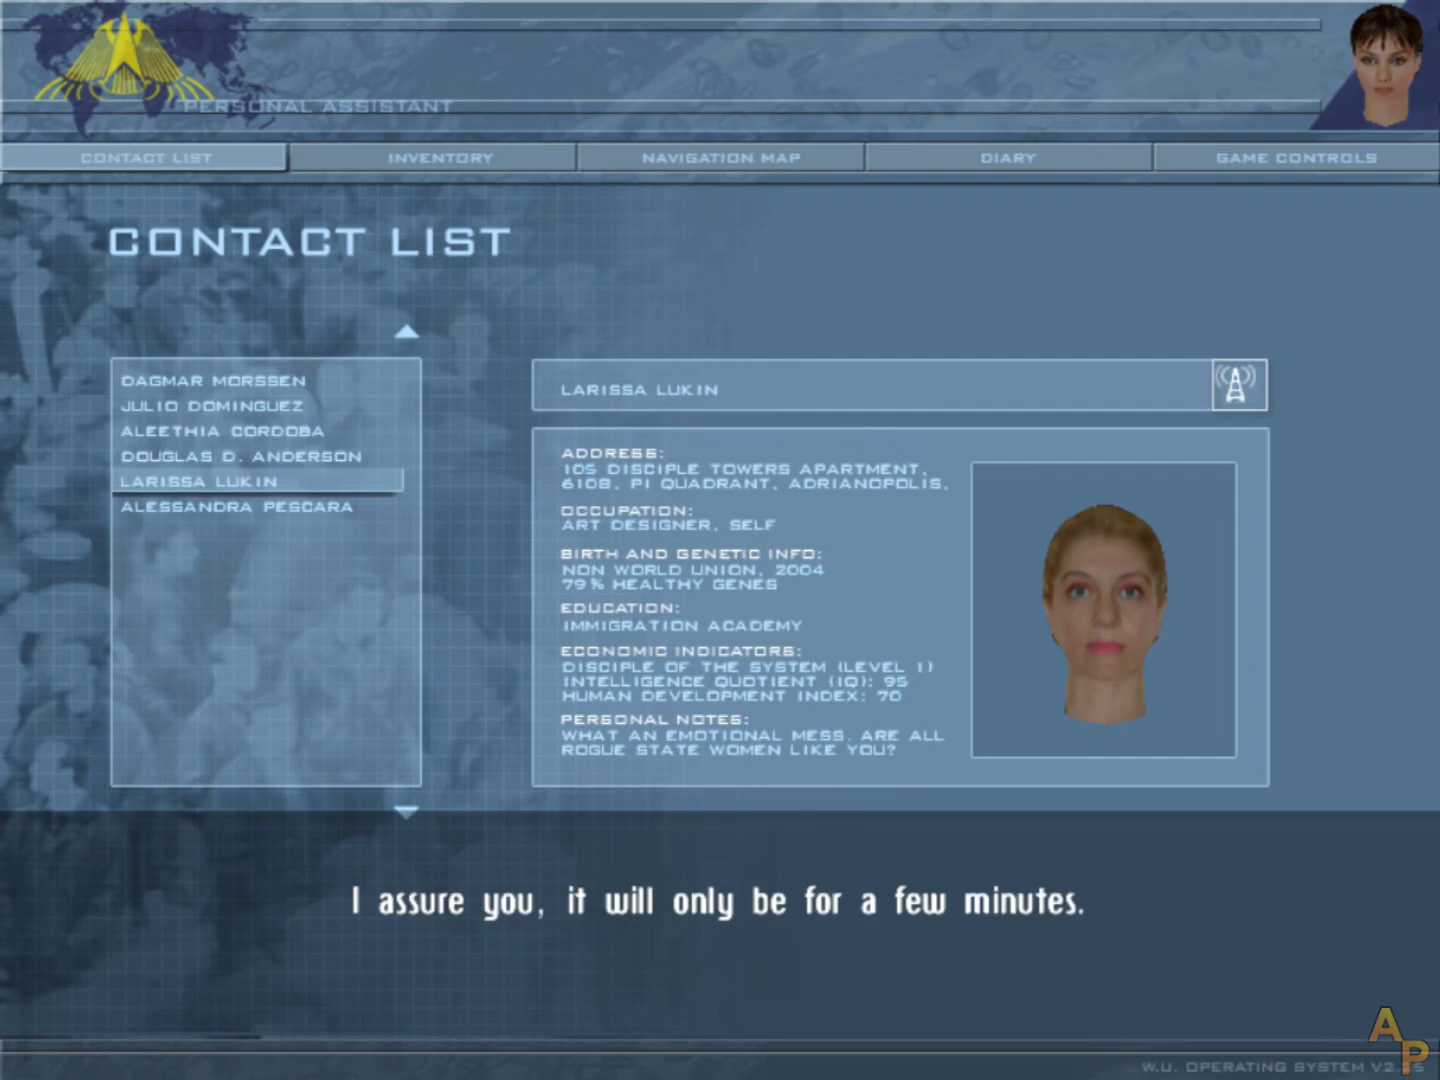 PERSONAL ASSISTANT
CONTACT LIST
INVENTORY
NAVIGATION MAP
DIARY
GAME CONTROLS
CONTACT LIST
DAGMAR MORSSEN
JULIO DOMINGUEZ
ALEETHIA CORDOBA
DOUGLAS D. ANDERSON
LARISSA LUKIN
ALESSANDRA PESCARA
LARISSA LUKIN
ADDRESS:
105 DISCIPLE TOWERS APARTMENT,
610B, PI QUADRANT, ADRIANOPOLIS,
OCCUPATION:
ART DESIGNER, SELF
BIRTH AND GENETIC INFO:
NON WORLD UNION, 2004
79% HEALTHY GENES
EDUCATION:
IMMIGRATION ACADEMY
ECONOMIC INDICATORS:
DISCIPLE OF THE SYSTEM (LEVEL 1)
INTELLIGENCE QUOTIENT (IQ): 95
HUMAN DEVELOPMENT INDEX: 70
PERSONAL NOTES:
WHAT AN EMOTIONAL MESS. ARE ALL
ROGUE STATE WOMEN LIKE YOU?
I assure you, it will only be for a few minutes.
AP
W.U. OPERATING SYSTEM